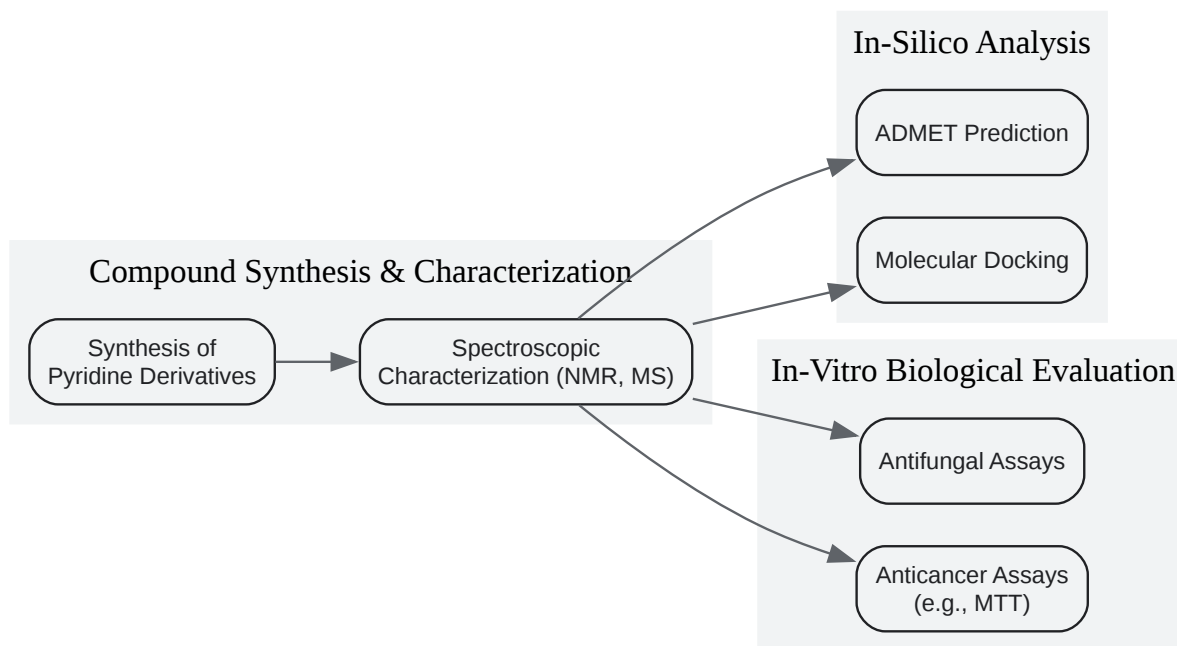 In-Silico Analysis
ADMET Prediction
Molecular Docking
Compound Synthesis & Characterization
Synthesis of
Pyridine Derivatives
Spectroscopic
Characterization (NMR, MS)
In-Vitro Biological Evaluation
Antifungal Assays
Anticancer Assays
(e.g., MTT)